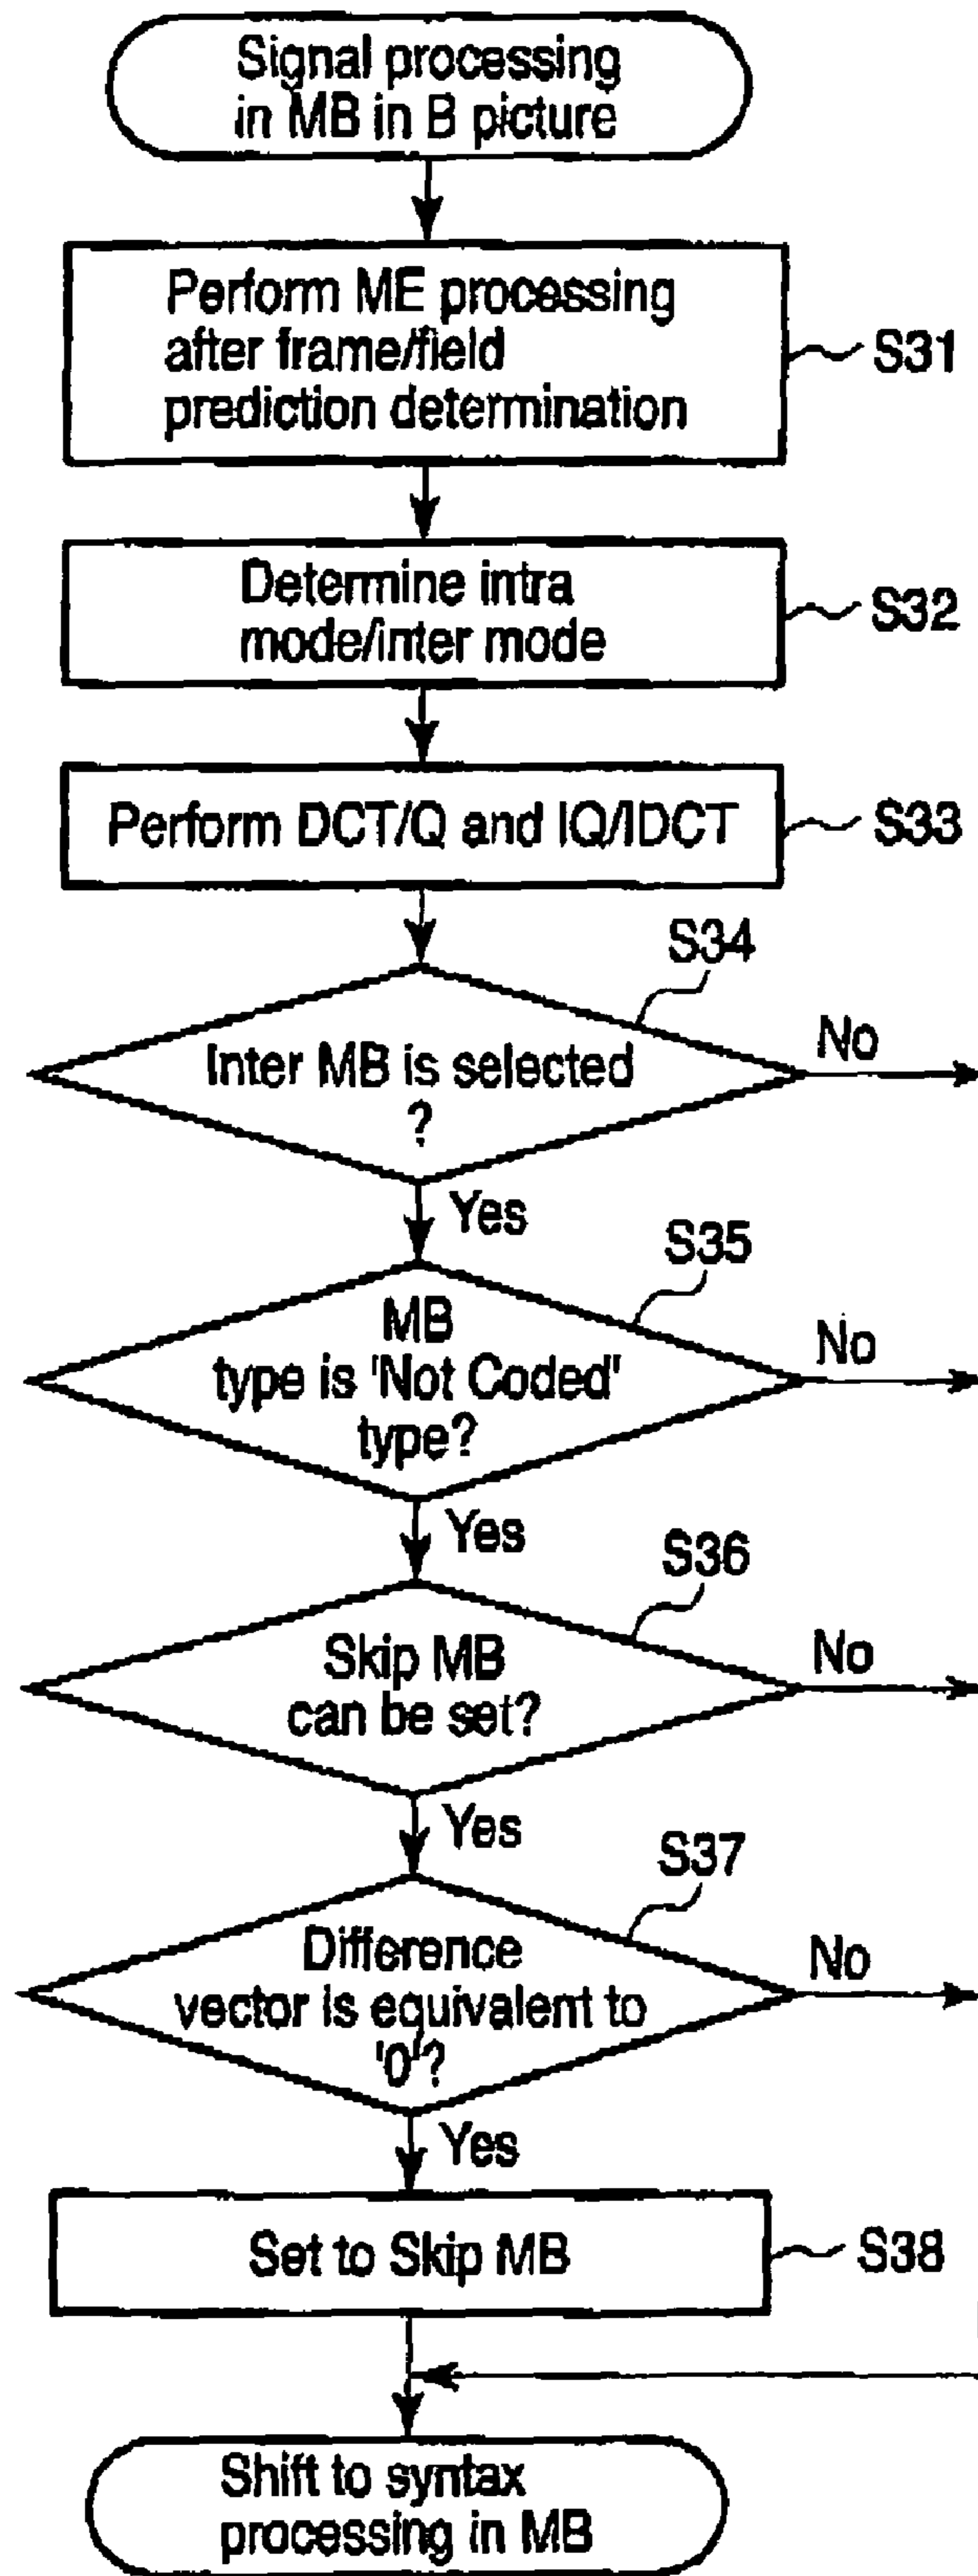 Signal processing
in MB in B picture
Perform ME processing
after frame/field
prediction determination
S31
Determine intra
mode/inter mode
S32
Perform DCT/Q and IQ/IDCT
S33
S34
Inter MB is selected
?
No
Yes
S35
MB
type is 'Not Coded'
type?
No
Yes
S36
Skip MB
can be set?
No
Yes
S37
Difference
vector is equivalent to
'0'?
No
Yes
Set to Skip MB
S38
Shift to syntax
processing in MB